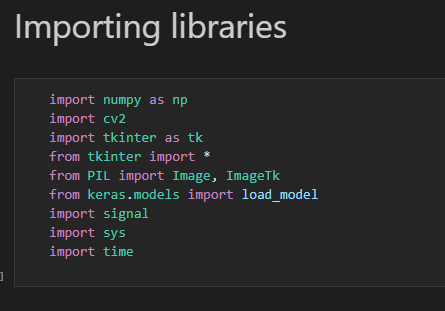 Importing libraries
import numpy as np
import cv2
import tkinter as tk
from tkinter import *
from PIL import Image, ImageTk
from keras.models import load_model
import signal
import sys
import time
]